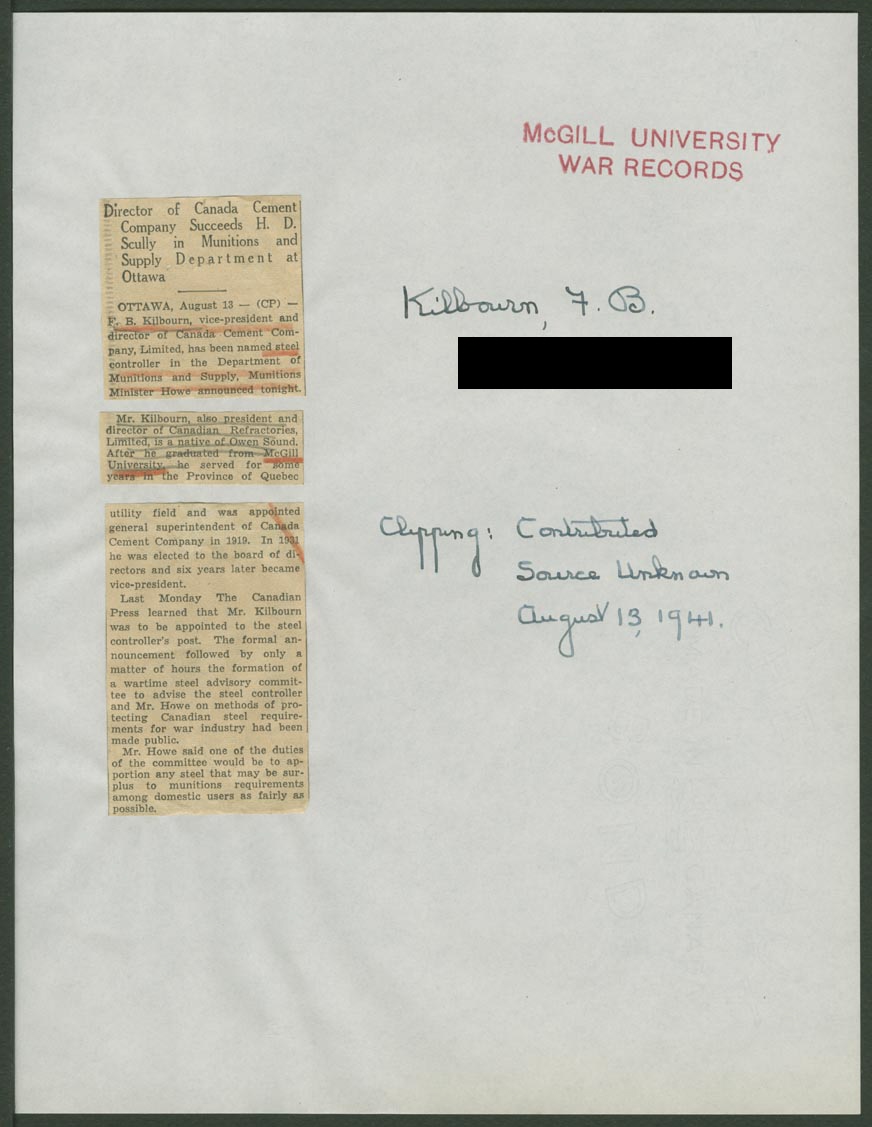 McGILL UNIVERSITY
WAR RECORDS
Director of Canada Cement
Company Succeeds H. D.
Scully in Munitions and
Supply Department at
Ottawa
OTTAWA, August 13 — (CP) —
F. B. Kilbourn, vice-president and
director of Canada Cement Com-
pany, Limited, has been named steel
controller in the Department of
Munitions and Supply, Munitions
Minister Howe announced tonight.
Mr. Kilbourn, also president and
director of Canadian Refractories,
Limited, is a native of Owen Sound.
After he graduated from McGill
University, he served for some
years in the Province of Quebec
utility field and was appointed
general superintendent of Canada
Cement Company in 1919. In 1931
he was elected to the board of di-
rectors and six years later became
vice-president.
Last Monday The Canadian
Press learned that Mr. Kilbourn
was to be appointed to the steel
controller's post. The formal an-
nouncement followed by only a
matter of hours the formation of
a wartime steel advisory commit-
tee to advise the steel controller
and Mr. Howe on methods of pro-
tecting Canadian steel require-
ments for war industry had been
made public.
Mr. Howe said one of the duties
of the committee would be to ap-
portion any steel that may be sur-
plus to munitions requirements
among domestic users as fairly as
possible.
Kilbourn, F. B.
Clipping: Contributed
Source Unknown
August 13, 1941.